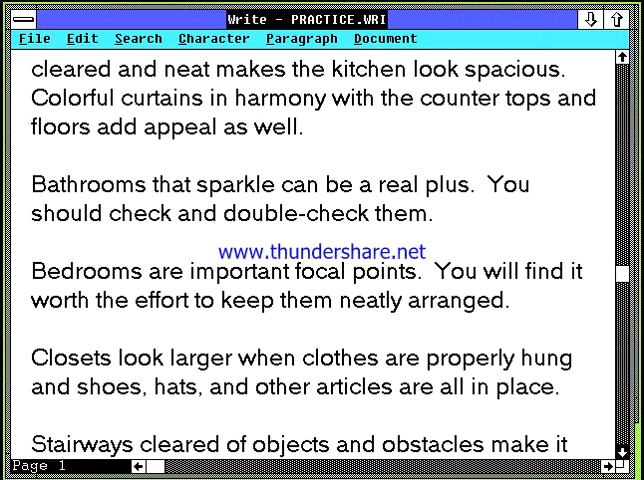 Write - PRACTICE.WRI
File Edit Search Character Paragraph Document
cleared and neat makes the kitchen look spacious.
Colorful curtains in harmony with the counter tops and
floors add appeal as well.
Bathrooms that sparkle can be a real plus.  You
should check and double-check them.
www.thundershare.net
Bedrooms are important focal points.  You will find it
worth the effort to keep them neatly arranged.
Closets look larger when clothes are properly hung
and shoes, hats, and other articles are all in place.
Stairways cleared of objects and obstacles make it
Page 1